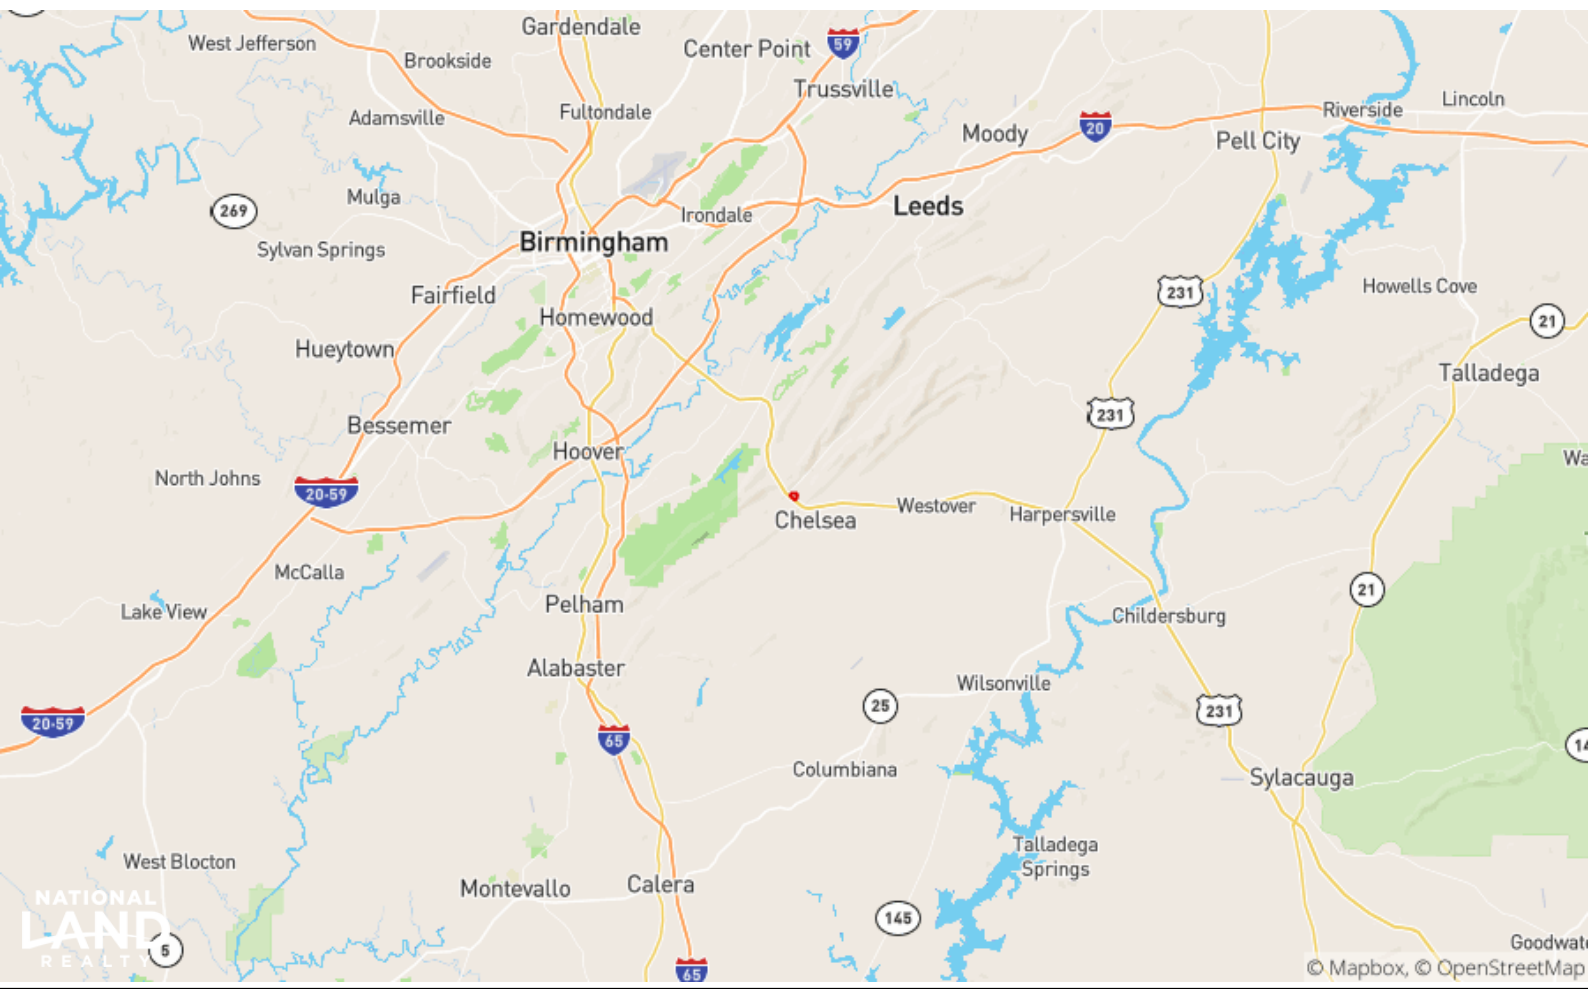 Gardendale
West Jefferson
Center Point
59
Brookside
Trussville
Adamsville
Fultondale
Lincoln
Riverside
20
Moody
Pell City
Mulga
269
Irondale
Leeds
Sylvan Springs
Birmingham
Fairfield
231
Howells Cove
Homewood
21
Hueytown
Talladega
231
Bessemer
Hoover
Wa
North Johns
20-59
Westover
Harpersville
Chelsea
McCalla
21
Lake View
Pelham
Childersburg
Alabaster
Wilsonville
20-59
25
231
65
14
Columbiana
Sylacauga
Talladega
Springs
West Blocton
Montevallo
Calera
NATIONAL
LAND
REALTY
5
145
Goodwate
65
© Mapbox, © OpenStreetMap